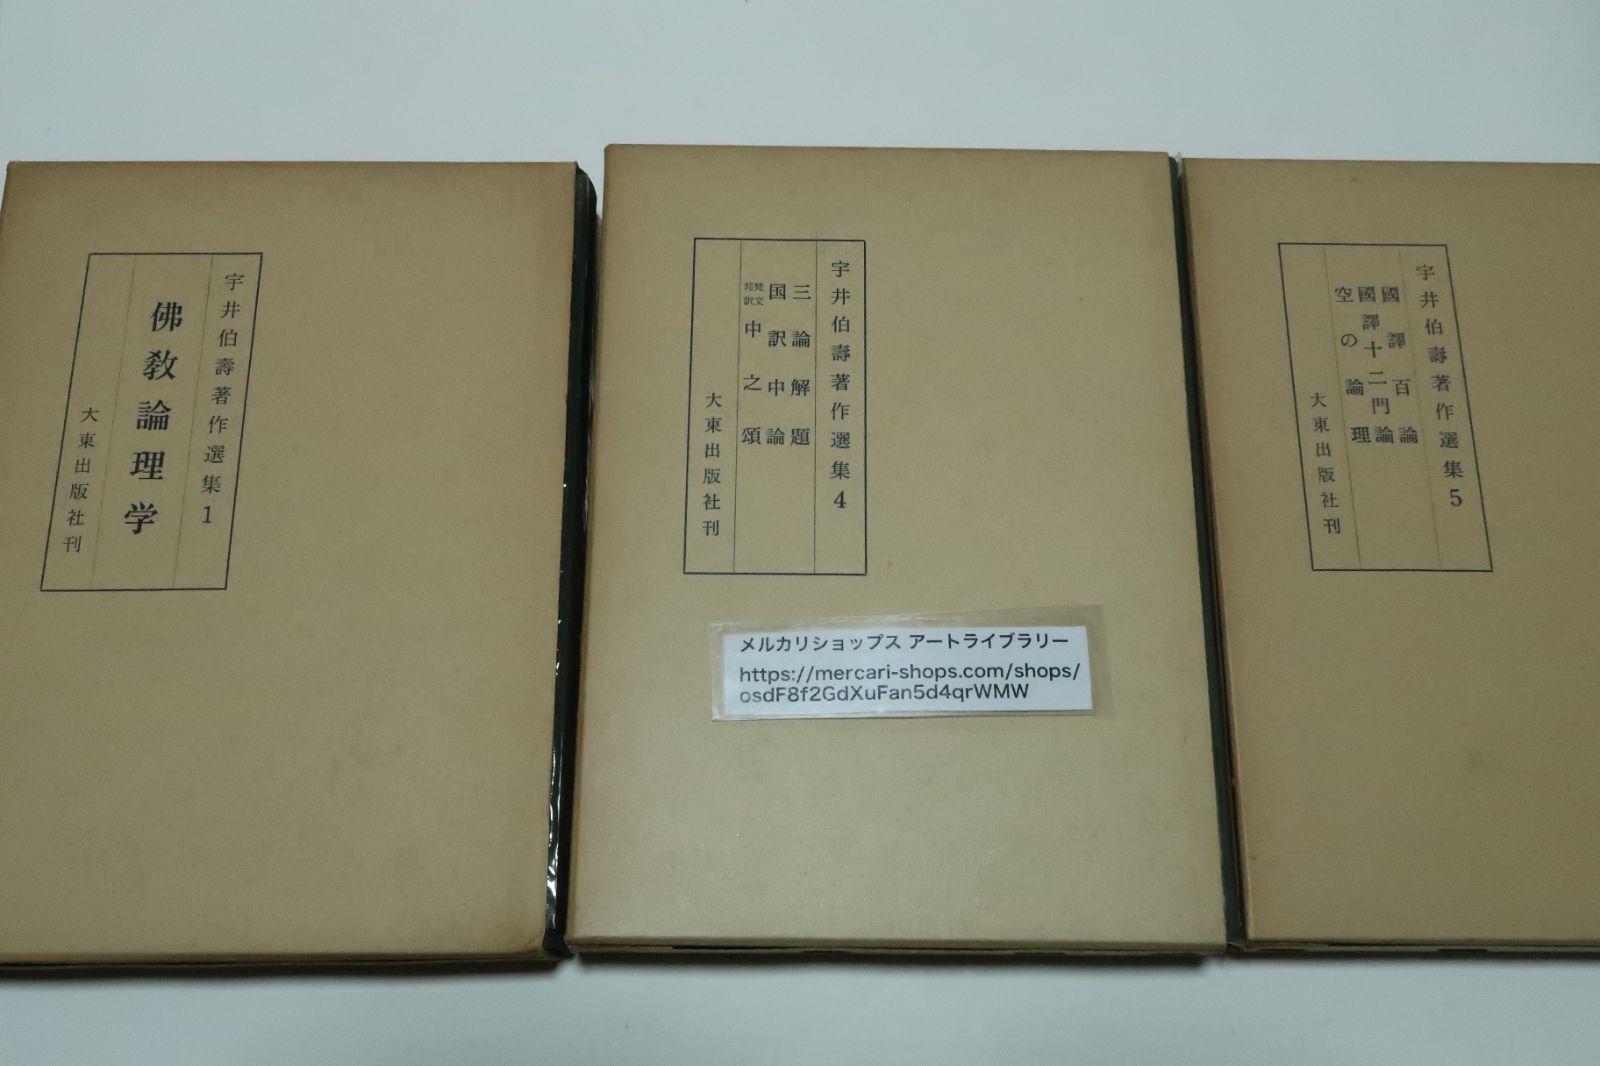 宇井伯壽著作選集1
佛教論理学
大東出版社刊
宇井伯壽著作選集4
三論解題
国訳中論
梵文邦訳中之頌
大東出版社刊
メルカリショップス アートライブラリー
https://mercari-shops.com/shops/
osdF8f2GdXuFan5d4qrWMW
宇井伯壽著作選集5
國譯百論
國譯十二門論
空の論理
大東出版社刊